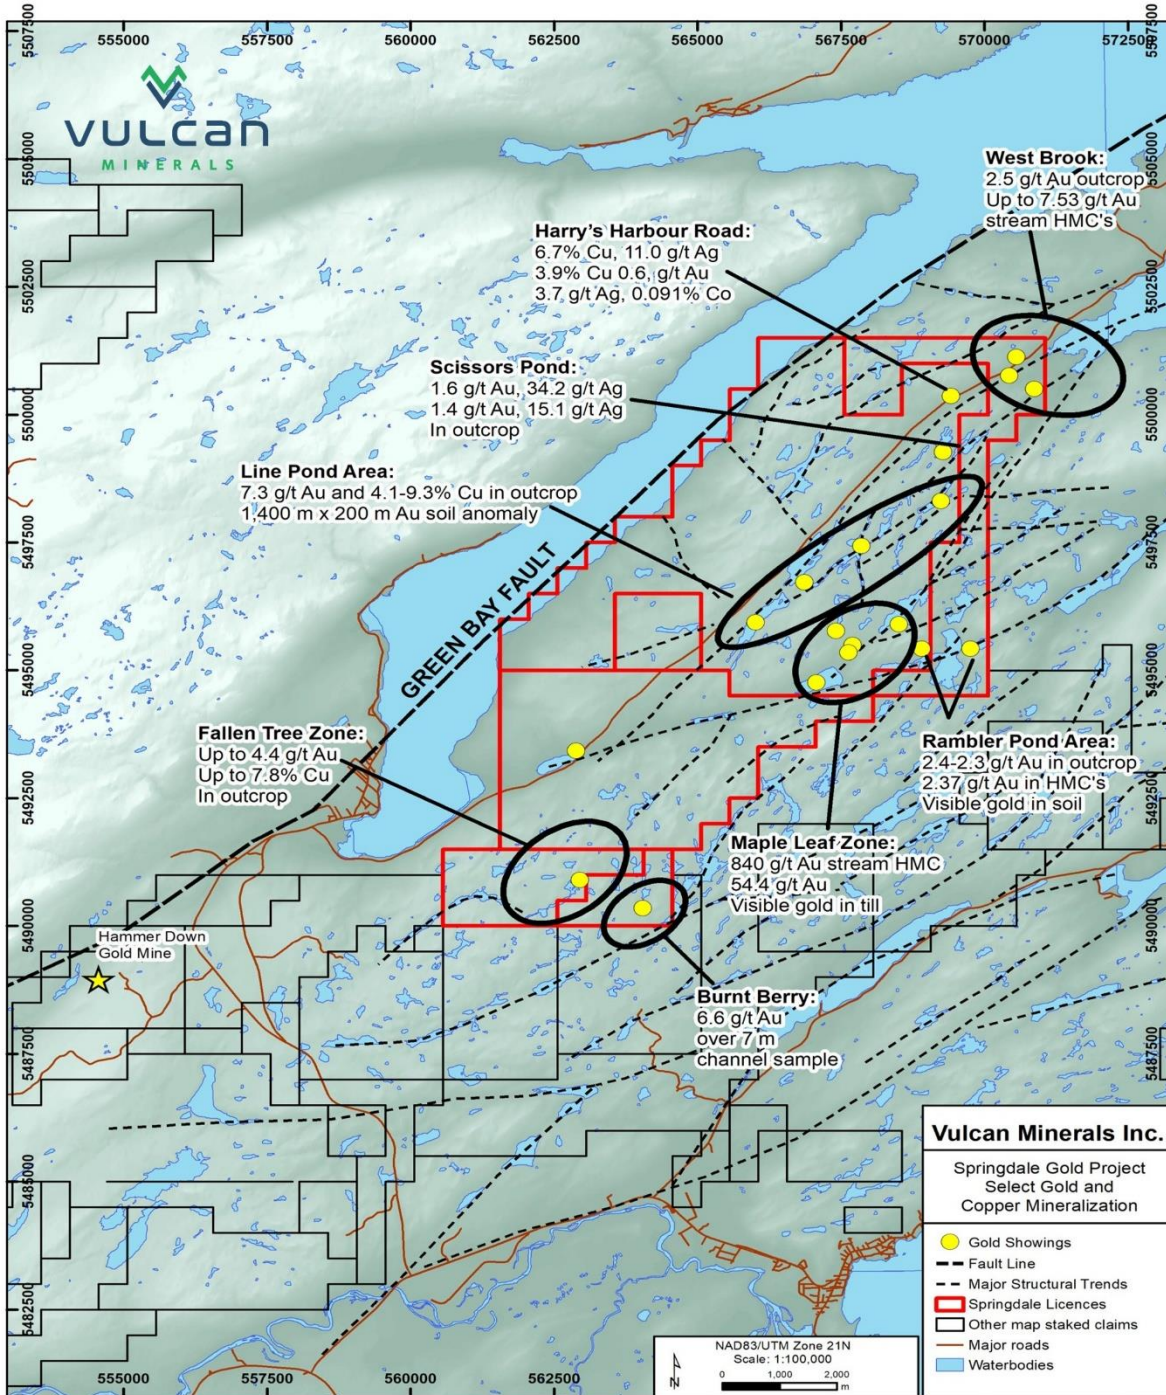 555000
557500
560000
562500
565000
567500
570000
572500
5507500
5507500
VULCAN
MINERALS
5505000
5505000
West Brook:
2.5 g/t Au outcrop
Up to 7.53 g/t Au
stream HMC's
Harry's Harbour Road:
6.7% Cu, 11.0 g/t Ag
3.9% Cu 0.6, g/t Au
3.7 g/t Ag, 0.091% Co
5502500
5502500
Scissors Pond:
1.6 g/t Au, 34.2 g/t Ag
1.4 g/t Au, 15.1 g/t Ag
In outcrop
5500000
5500000
Line Pond Area:
7.3 g/t Au and 4.1-9.3% Cu in outcrop
1,400 m x 200 m Au soil anomaly
5497500
5497500
GREEN BAY FAULT
5495000
5495000
Fallen Tree Zone:
Up to 4.4 g/t Au
Up to 7.8% Cu
In outcrop
Rambler Pond Area:
2.4-2.3 g/t Au in outcrop
2.37 g/t Au in HMC's
Visible gold in soil
5492500
5492500
Maple Leaf Zone:
840 g/t Au stream HMC
54.4 g/t Au
Visible gold in till
5490000
5490000
Hammer Down
Gold Mine
Burnt Berry:
6.6 g/t Au
over 7 m
channel sample
5487500
5487500
5485000
5482500
Vulcan Minerals Inc.
Springdale Gold Project
Select Gold and
Copper Mineralization
Gold Showings
Fault Line
Major Structural Trends
Springdale Licences
Other map staked claims
Major roads
Waterbodies
NAD83/UTM Zone 21N
Scale: 1:100,000
N
0 1,000 2,000
m
555000
557500
560000
562500